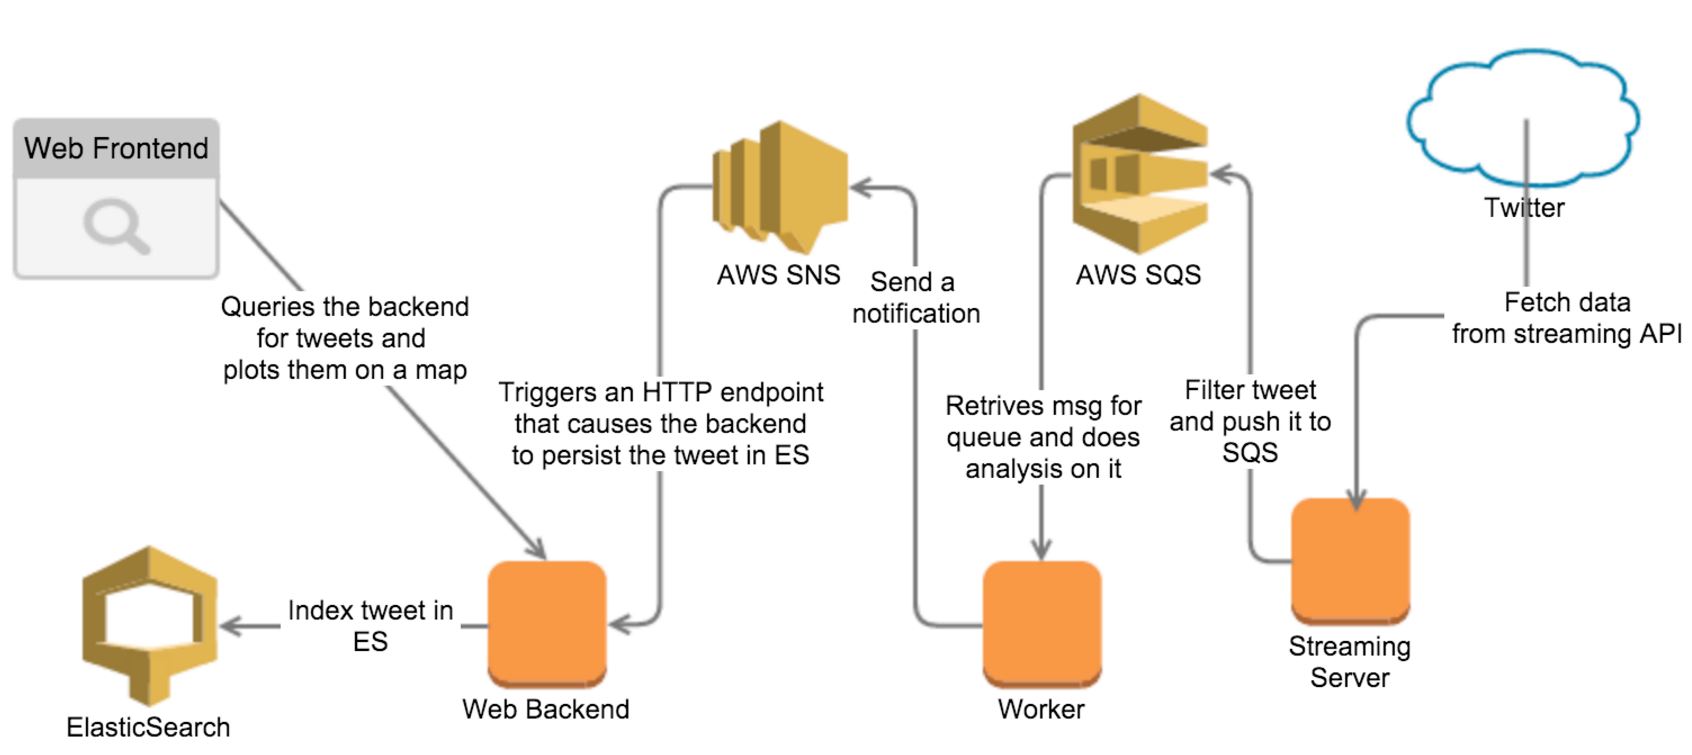 Web Frontend
Queries the backend
for tweets and
plots them on a map
AWS SNS
Triggers an HTTP endpoint
that causes the backend
to persist the tweet in ES
Send a
notification
AWS SQS
Retrives msg for
queue and does
analysis on it
Filter tweet
and push it to
SQS
Twitter
Fetch data
from streaming API
Index tweet in
ES
ElasticSearch
Web Backend
Worker
Streaming
Server